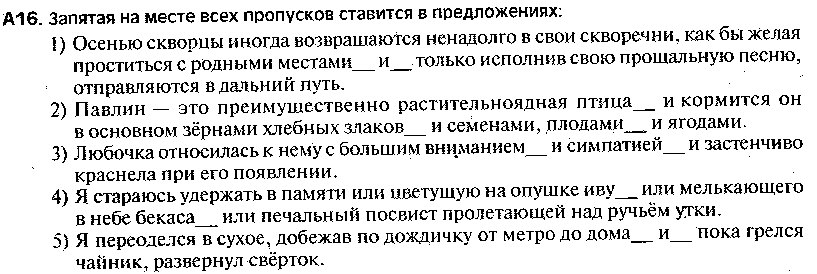 А16. Запятая на месте всех пропусков ставится в предложениях:
1) Осенью скворцы иногда возвращаются ненадолго в свои скворечни, как бы желая
проститься с родными местами__ и__ только исполнив свою прощальную песню,
отправляются в дальний путь.
2) Павлин — это преимущественно растительноядная птица__ и кормится он
в основном зёрнами хлебных злаков__ и семенами, плодами__ и ягодами.
3) Любочка относилась к нему с большим вниманием__ и симпатией__ и застенчиво
краснела при его появлении.
4) Я стараюсь удержать в памяти или цветущую на опушке иву__ или мелькающего
в небе бекаса__ или печальный посвист пролетающей над ручьём утки.
5) Я переоделся в сухое, добежав по дождичку от метро до дома__ и__ пока грелся
чайник, развернул свёрток.